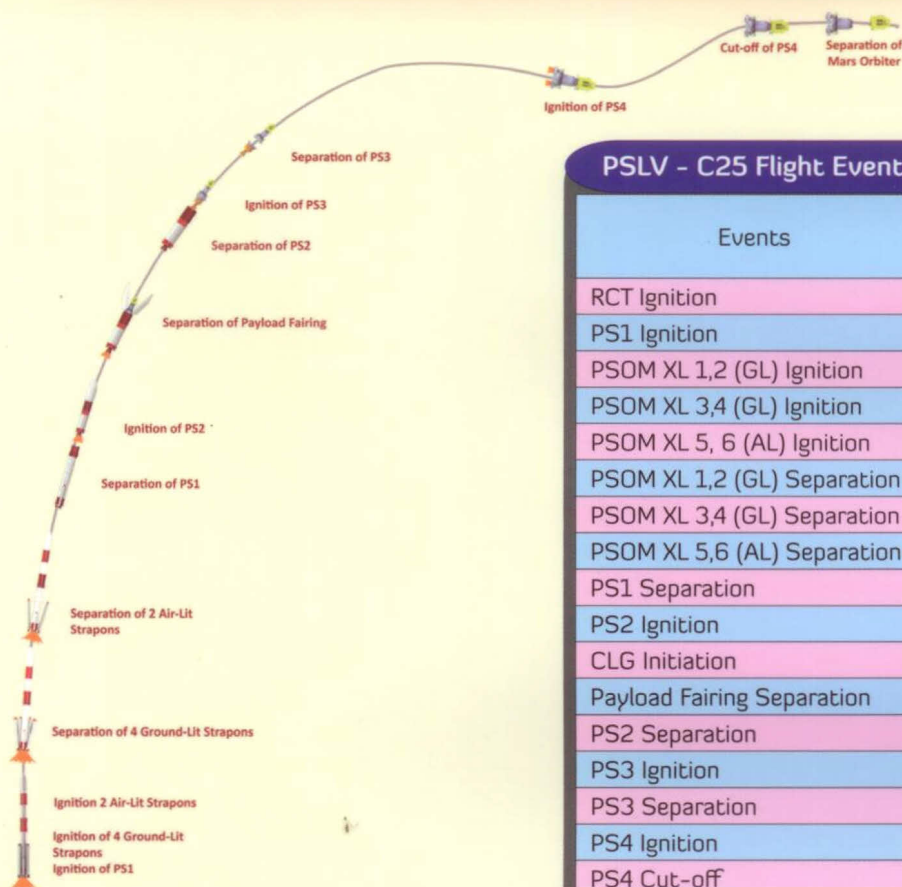 Cut-off of PS4
Separation of
Mars Orbiter
Ignition of PS4
Separation of PS3
Ignition of PS3
Separation of PS2
Separation of Payload Fairing
Ignition of PS2
Separation of PS1
Separation of 2 Air-Lit
Strapons
Separation of 4 Ground-Lit Strapons
Ignition 2 Air-Lit Strapons
Ignition of 4 Ground-Lit
Strapons
Ignition of PS1
PSLV - C25 Flight Event
Events
RCT Ignition
PS1 Ignition
PSOM XL 1,2 (GL) Ignition
PSOM XL 3,4 (GL) Ignition
PSOM XL 5, 6 (AL) Ignition
PSOM XL 1,2 (GL) Separation
PSOM XL 3,4 (GL) Separation
PSOM XL 5,6 (AL) Separation
PS1 Separation
PS2 Ignition
CLG Initiation
Payload Fairing Separation
PS2 Separation
PS3 Ignition
PS3 Separation
PS4 Ignition
PS4 Cut-off